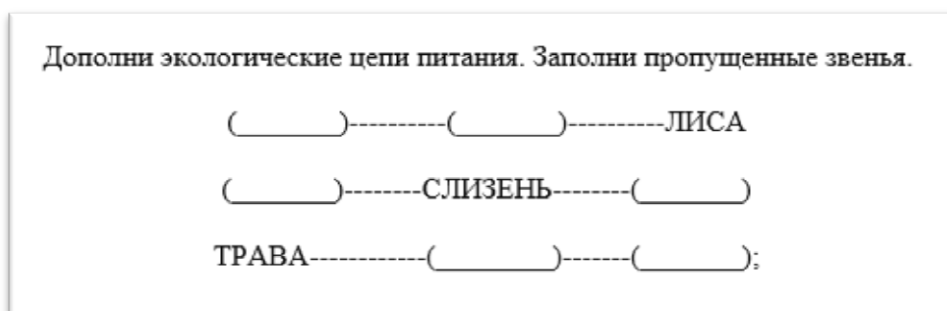 Дополни экологические цепи питания. Заполни пропущенные звенья.
(________)----------(________)----------ЛИСА
(________)--------СЛИЗЕНЬ--------(________)
ТРАВА------------(_________)-------(________);